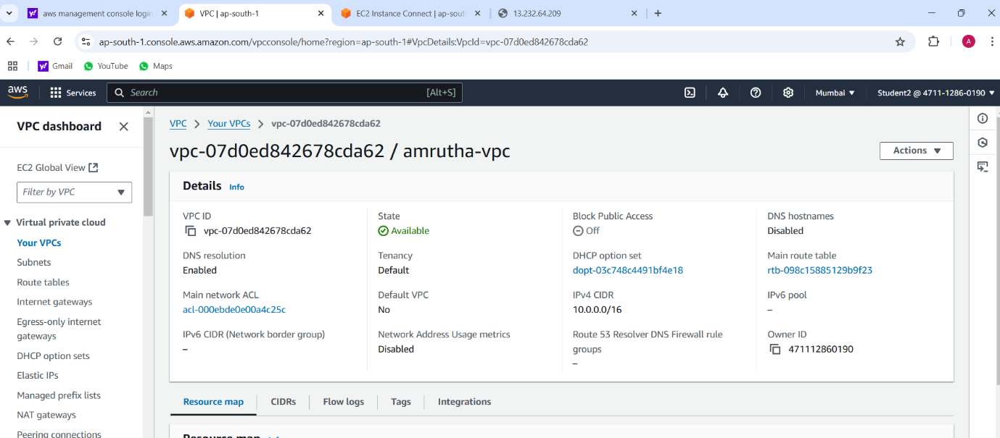 aws management console login
VPC | ap-south-1
EC2 Instance Connect | ap-sout
13.232.64.209
ap-south-1.console.aws.amazon.com/vpcconsole/home?region=ap-south-1#VpcDetails:VpcId=vpc-07d0ed842678cda62
A
Gmail
YouTube
Maps
aws
Services
Search
[Alt+S]
Mumbai
Student2 @ 4711-1286-0190
VPC dashboard
EC2 Global View
Filter by VPC
Virtual private cloud
Your VPCs
Subnets
Route tables
Internet gateways
Egress-only internet
gateways
DHCP option sets
Elastic IPs
Managed prefix lists
NAT gateways
Peering connections
VPC
Your VPCs
vpc-07d0ed842678cda62
vpc-07d0ed842678cda62 / amrutha-vpc
Actions
Details Info
VPC ID
vpc-07d0ed842678cda62
State
Available
Block Public Access
Off
DNS hostnames
Disabled
DNS resolution
Enabled
Tenancy
Default
DHCP option set
dopt-03c748c4491bf4e18
Main route table
rtb-098c15885129b9f23
Main network ACL
acl-000ebde0e00a4c25c
Default VPC
No
IPv4 CIDR
10.0.0.0/16
IPv6 pool
–
IPv6 CIDR (Network border group)
–
Network Address Usage metrics
Disabled
Route 53 Resolver DNS Firewall rule
groups
–
Owner ID
471112860190
Resource map
CIDRs
Flow logs
Tags
Integrations
Resource map Info